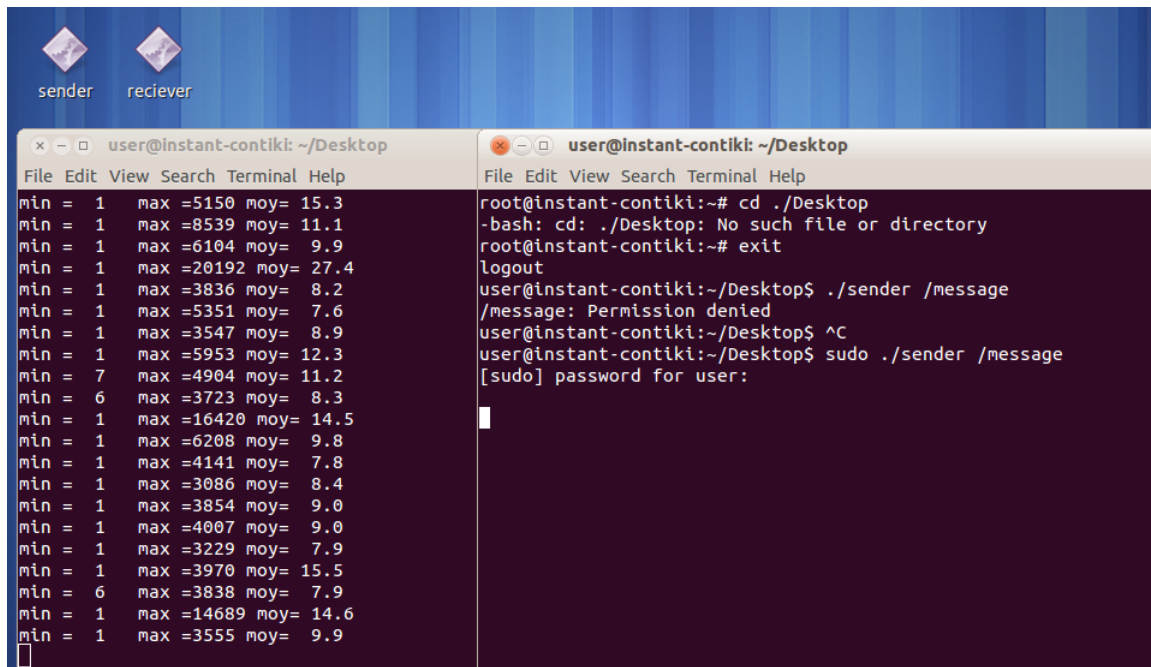 sender reciever
user@instant-contiki: ~/Desktop
File Edit View Search Terminal Help
min =  1   max =5150 moy= 15.3
min =  1   max =8539 moy= 11.1
min =  1   max =6104 moy=  9.9
min =  1   max =20192 moy= 27.4
min =  1   max =3836 moy=  8.2
min =  1   max =5351 moy=  7.6
min =  1   max =3547 moy=  8.9
min =  1   max =5953 moy= 12.3
min =  7   max =4904 moy= 11.2
min =  6   max =3723 moy=  8.3
min =  1   max =16420 moy= 14.5
min =  1   max =6208 moy=  9.8
min =  1   max =4141 moy=  7.8
min =  1   max =3086 moy=  8.4
min =  1   max =3854 moy=  9.0
min =  1   max =4007 moy=  9.0
min =  1   max =3229 moy=  7.9
min =  1   max =3970 moy= 15.5
min =  6   max =3838 moy=  7.9
min =  1   max =14689 moy= 14.6
min =  1   max =3555 moy=  9.9
user@instant-contiki: ~/Desktop
File Edit View Search Terminal Help
root@instant-contiki:~# cd ./Desktop
-bash: cd: ./Desktop: No such file or directory
root@instant-contiki:~# exit
logout
user@instant-contiki:~/Desktop$ ./sender /message
/message: Permission denied
user@instant-contiki:~/Desktop$ ^C
user@instant-contiki:~/Desktop$ sudo ./sender /message
[sudo] password for user: